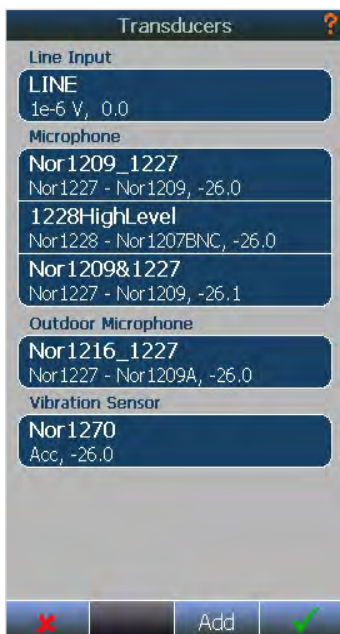 Transducers ?
Line Input
LINE
1e-6 V, 0.0
Microphone
Nor1209_1227
Nor1227 - Nor1209, -26.0
1228HighLevel
Nor1228 - Nor1207BNC, -26.0
Nor1209&1227
Nor1227 - Nor1209, -26.1
Outdoor Microphone
Nor1216_1227
Nor1227 - Nor1209A, -26.0
Vibration Sensor
Nor1270
Acc, -26.0
Add